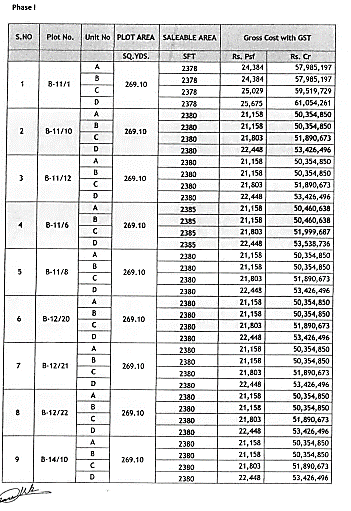 Phase I
S.NO Plot No. Unit No PLOT AREA SALEABLE AREA Gross Cost with GST
SQ.YDS. SFT Rs. Psf Rs. Cr
1 B-11/1 269.10
A 2378 24,384 57,985,197
B 2378 24,384 57,985,197
C 2378 25,029 59,519,729
D 2378 25,675 61,054,261
2 B-11/10 269.10
A 2380 21,158 50,354,850
B 2380 21,158 50,354,850
C 2380 21,803 51,890,673
D 2380 22,448 53,426,496
3 B-11/12 269.10
A 2380 21,158 50,354,850
B 2380 21,158 50,354,850
C 2380 21,803 51,890,673
D 2380 22,448 53,426,496
4 B-11/6 269.10
A 2385 21,158 50,460,638
B 2385 21,158 50,460,638
C 2385 21,803 51,999,687
D 2385 22,448 53,538,736
5 B-11/8 269.10
A 2380 21,158 50,354,850
B 2380 21,158 50,354,850
C 2380 21,803 51,890,673
D 2380 22,448 53,426,496
6 B-12/20 269.10
A 2380 21,158 50,354,850
B 2380 21,158 50,354,850
C 2380 21,803 51,890,673
D 2380 22,448 53,426,496
7 B-12/21 269.10
A 2380 21,158 50,354,850
B 2380 21,158 50,354,850
C 2380 21,803 51,890,673
D 2380 22,448 53,426,496
8 B-12/22 269.10
A 2380 21,158 50,354,850
B 2380 21,158 50,354,850
C 2380 21,803 51,890,673
D 2380 22,448 53,426,496
9 B-14/10 269.10
A 2380 21,158 50,354,850
B 2380 21,158 50,354,850
C 2380 21,803 51,890,673
D 2380 22,448 53,426,496